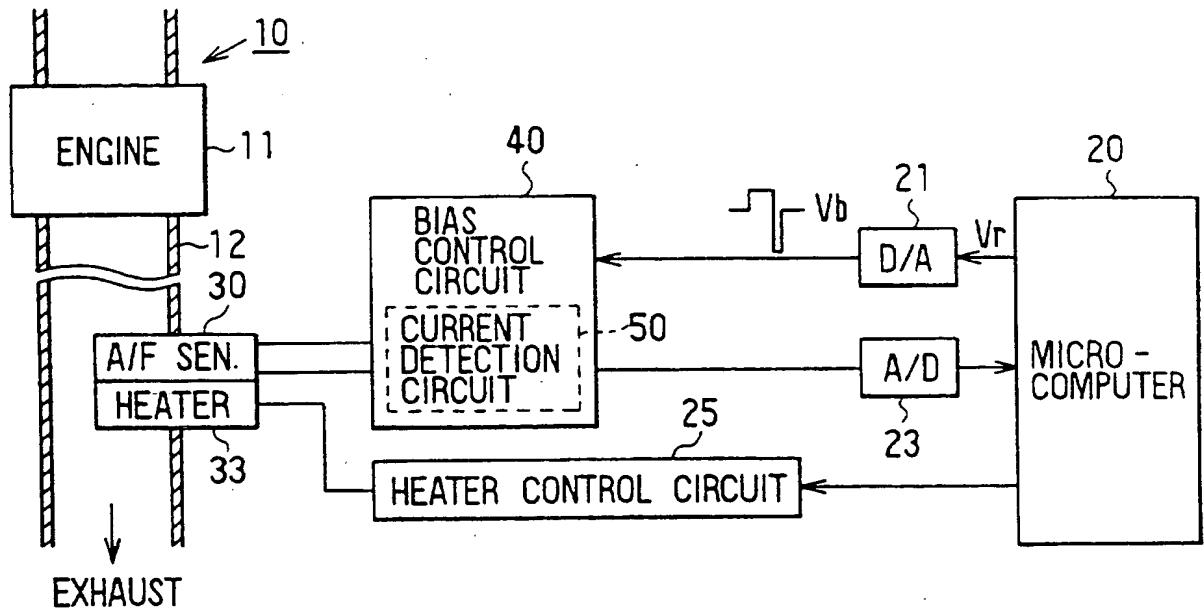 10
ENGINE
11
12
40
BIAS
CONTROL
CIRCUIT
Vb
21
D/A
Vr
20
30
A/F SEN.
HEATER
33
CURRENT
DETECTION
CIRCUIT
50
A/D
23
MICRO-
COMPUTER
25
HEATER CONTROL CIRCUIT
EXHAUST